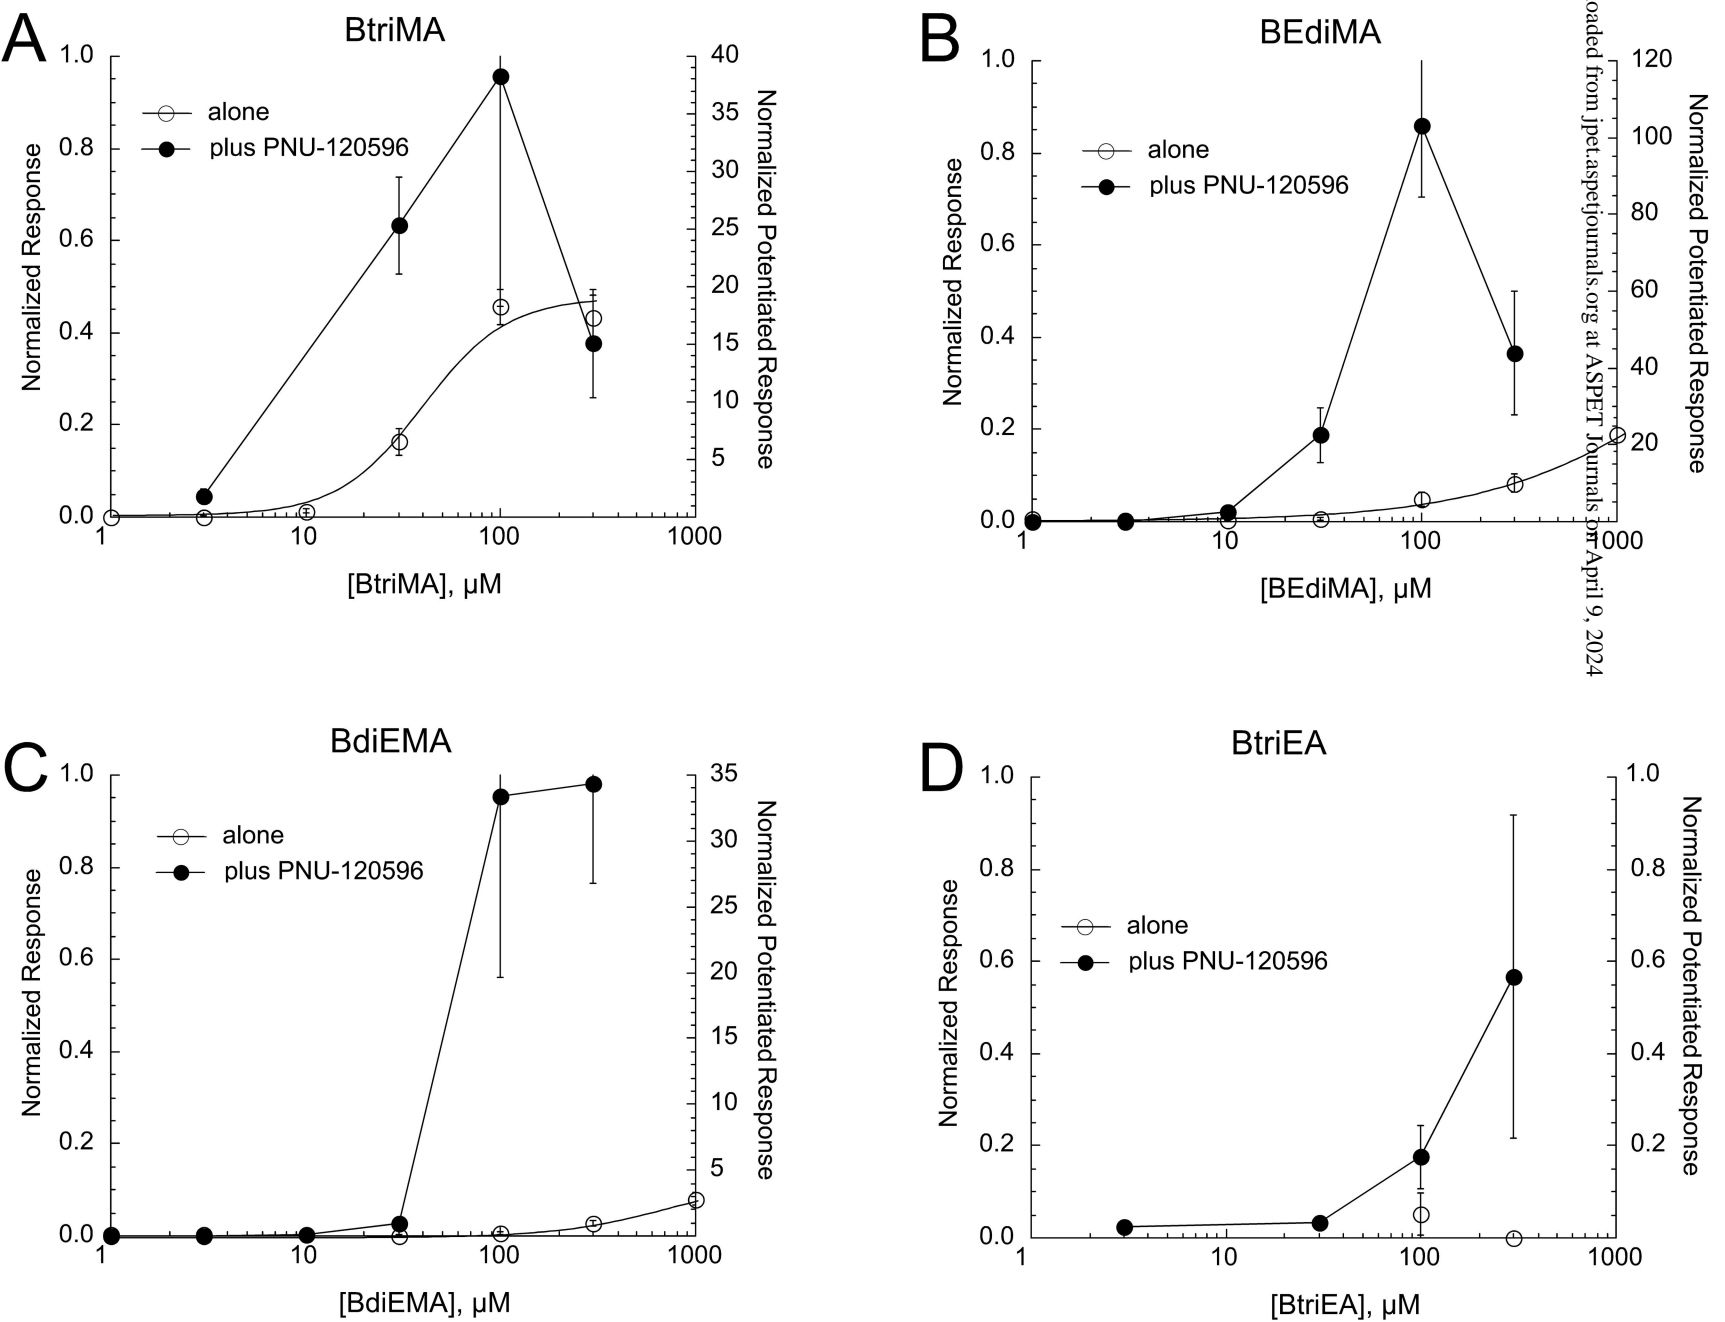 A
BtriMA
1.0
0.8
0.6
0.4
0.2
0.0
Normalized Response
alone
plus PNU-120596
40
35
30
25
20
15
10
5
Normalized Potentiated Response
1
10
100
1000
[BtriMA], µM
B
BEdiMA
1.0
0.8
0.6
0.4
0.2
0.0
Normalized Response
alone
plus PNU-120596
120
100
80
60
40
20
Normalized Potentiated Response
1
10
100
1000
[BEdiMA], µM
oaded from jpet.aspetjournals.org at ASPET Journals on April 9, 2024
C
BdiEMA
1.0
0.8
0.6
0.4
0.2
0.0
Normalized Response
alone
plus PNU-120596
35
30
25
20
15
10
5
Normalized Potentiated Response
1
10
100
1000
[BdiEMA], µM
D
BtriEA
1.0
0.8
0.6
0.4
0.2
0.0
Normalized Response
alone
plus PNU-120596
1.0
0.8
0.6
0.4
0.2
Normalized Potentiated Response
1
10
100
1000
[BtriEA], µM